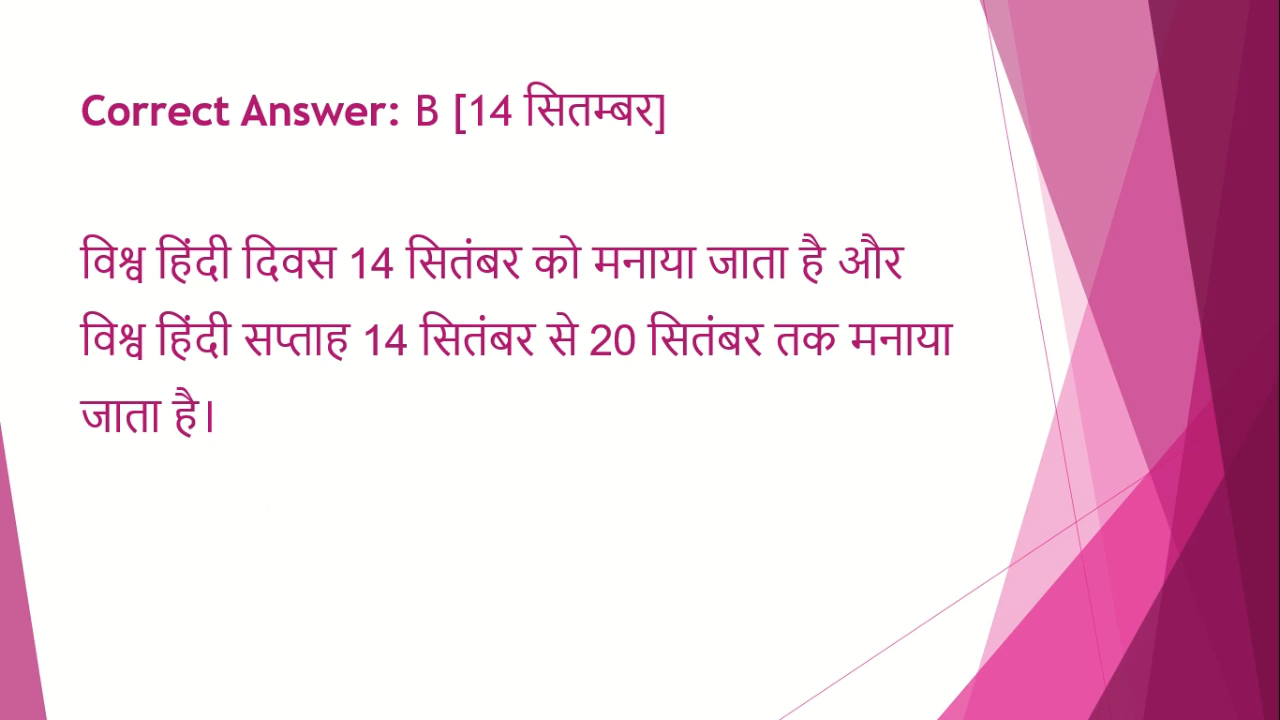 Correct Answer: B [14 सितम्बर]
विश्व हिंदी दिवस 14 सितंबर को मनाया जाता है और
विश्व हिंदी सप्ताह 14 सितंबर से 20 सितंबर तक मनाया
जाता है।